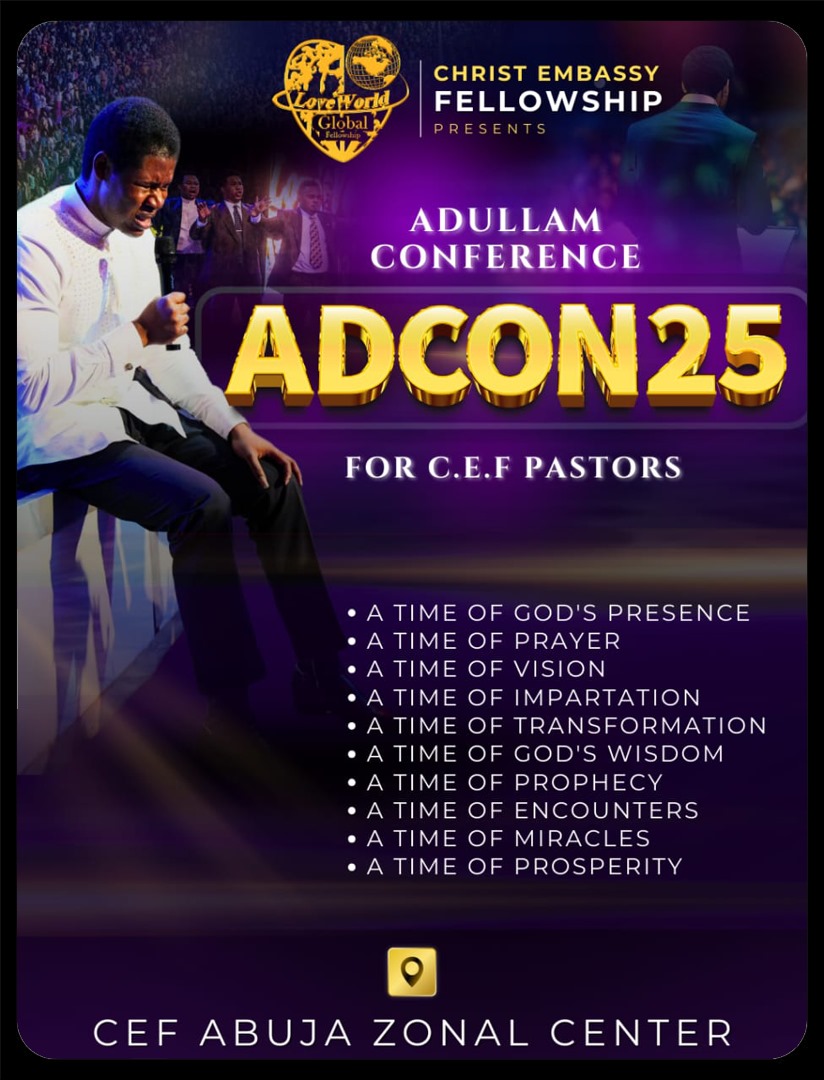 LoveWorld
Global
Fellowship
CHRIST EMBASSY
FELLOWSHIP
PRESENTS
ADULLAM
CONFERENCE
ADCON25
FOR C.E.F PASTORS
• A TIME OF GOD'S PRESENCE
• A TIME OF PRAYER
• A TIME OF VISION
• A TIME OF IMPARTATION
• A TIME OF TRANSFORMATION
• A TIME OF GOD'S WISDOM
• A TIME OF PROPHECY
• A TIME OF ENCOUNTERS
• A TIME OF MIRACLES
• A TIME OF PROSPERITY
CEF ABUJA ZONAL CENTER